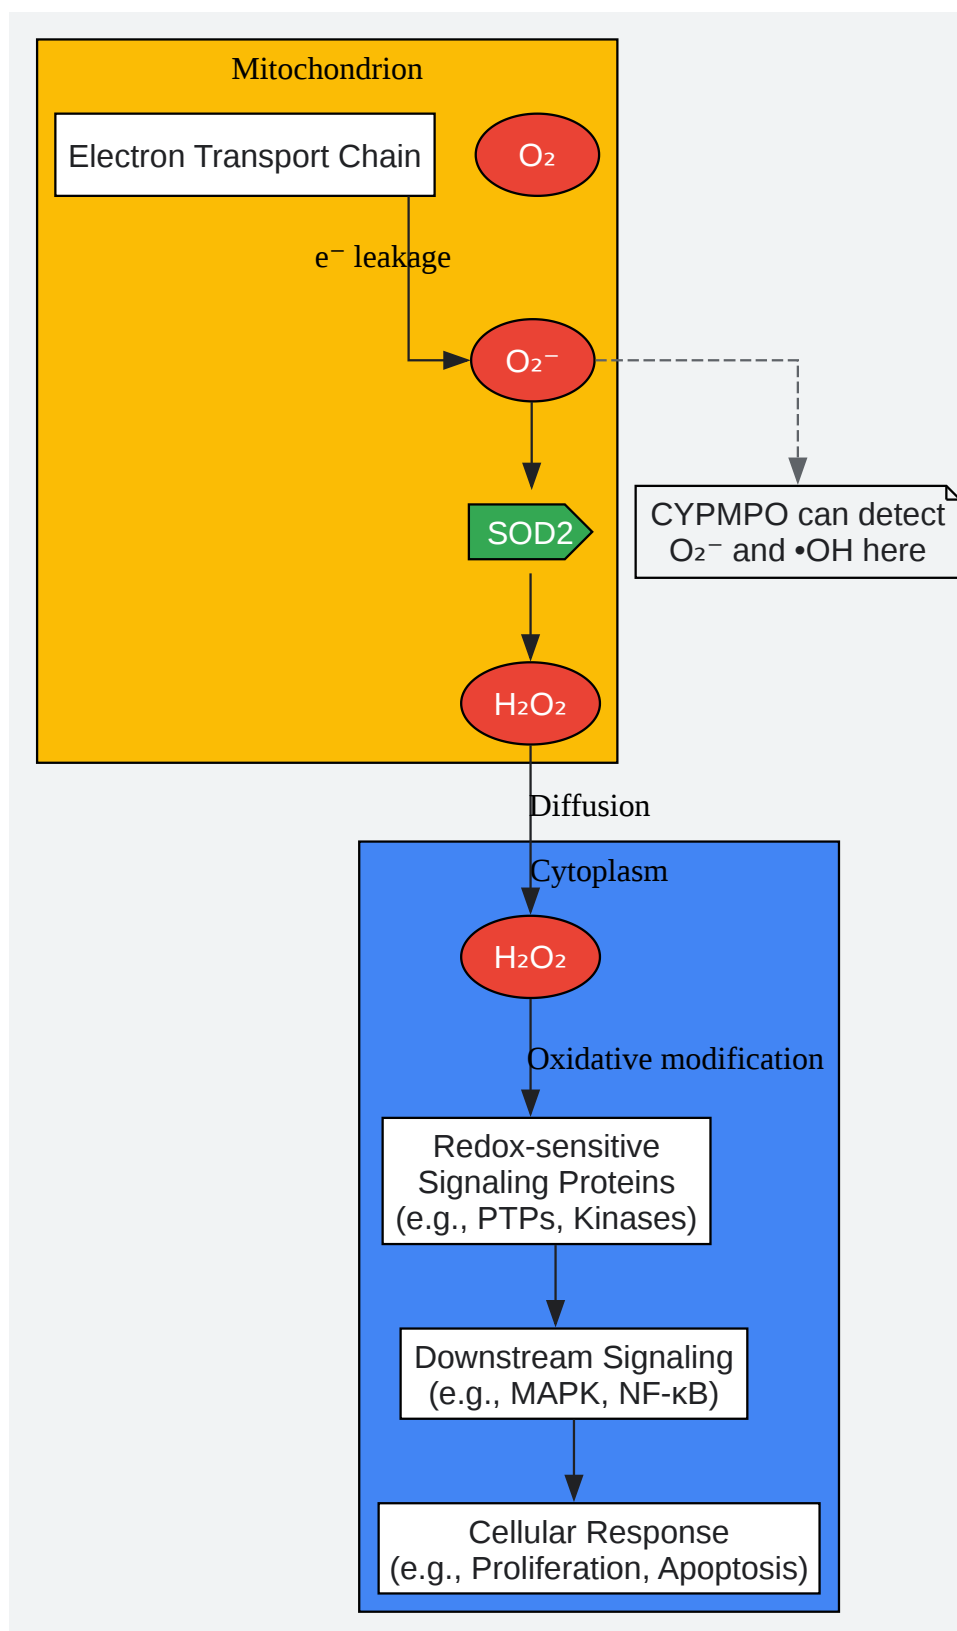 Mitochondrion
Electron Transport Chain
O₂
e⁻ leakage
O₂⁻
SOD2
CYPMPO can detect
O₂⁻ and •OH here
H₂O₂
Diffusion
Cytoplasm
H₂O₂
Oxidative modification
Redox-sensitive
Signaling Proteins
(e.g., PTPs, Kinases)
Downstream Signaling
(e.g., MAPK, NF-κB)
Cellular Response
(e.g., Proliferation, Apoptosis)